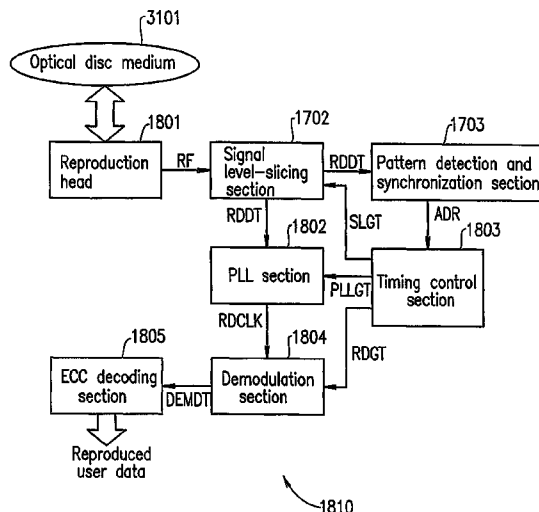 3101
Optical disc medium
1801
1702
1703
Reproduction
head
RF
Signal
level-slicing
section
RDDT
Pattern detection and
synchronization section
RDDT
1802
SLGT
ADR
1803
PLL section
PLLGT
Timing control
section
RDCLK
RDGT
1805
1804
ECC decoding
section
DEMDT
Demodulation section
Reproduced
user data
1810